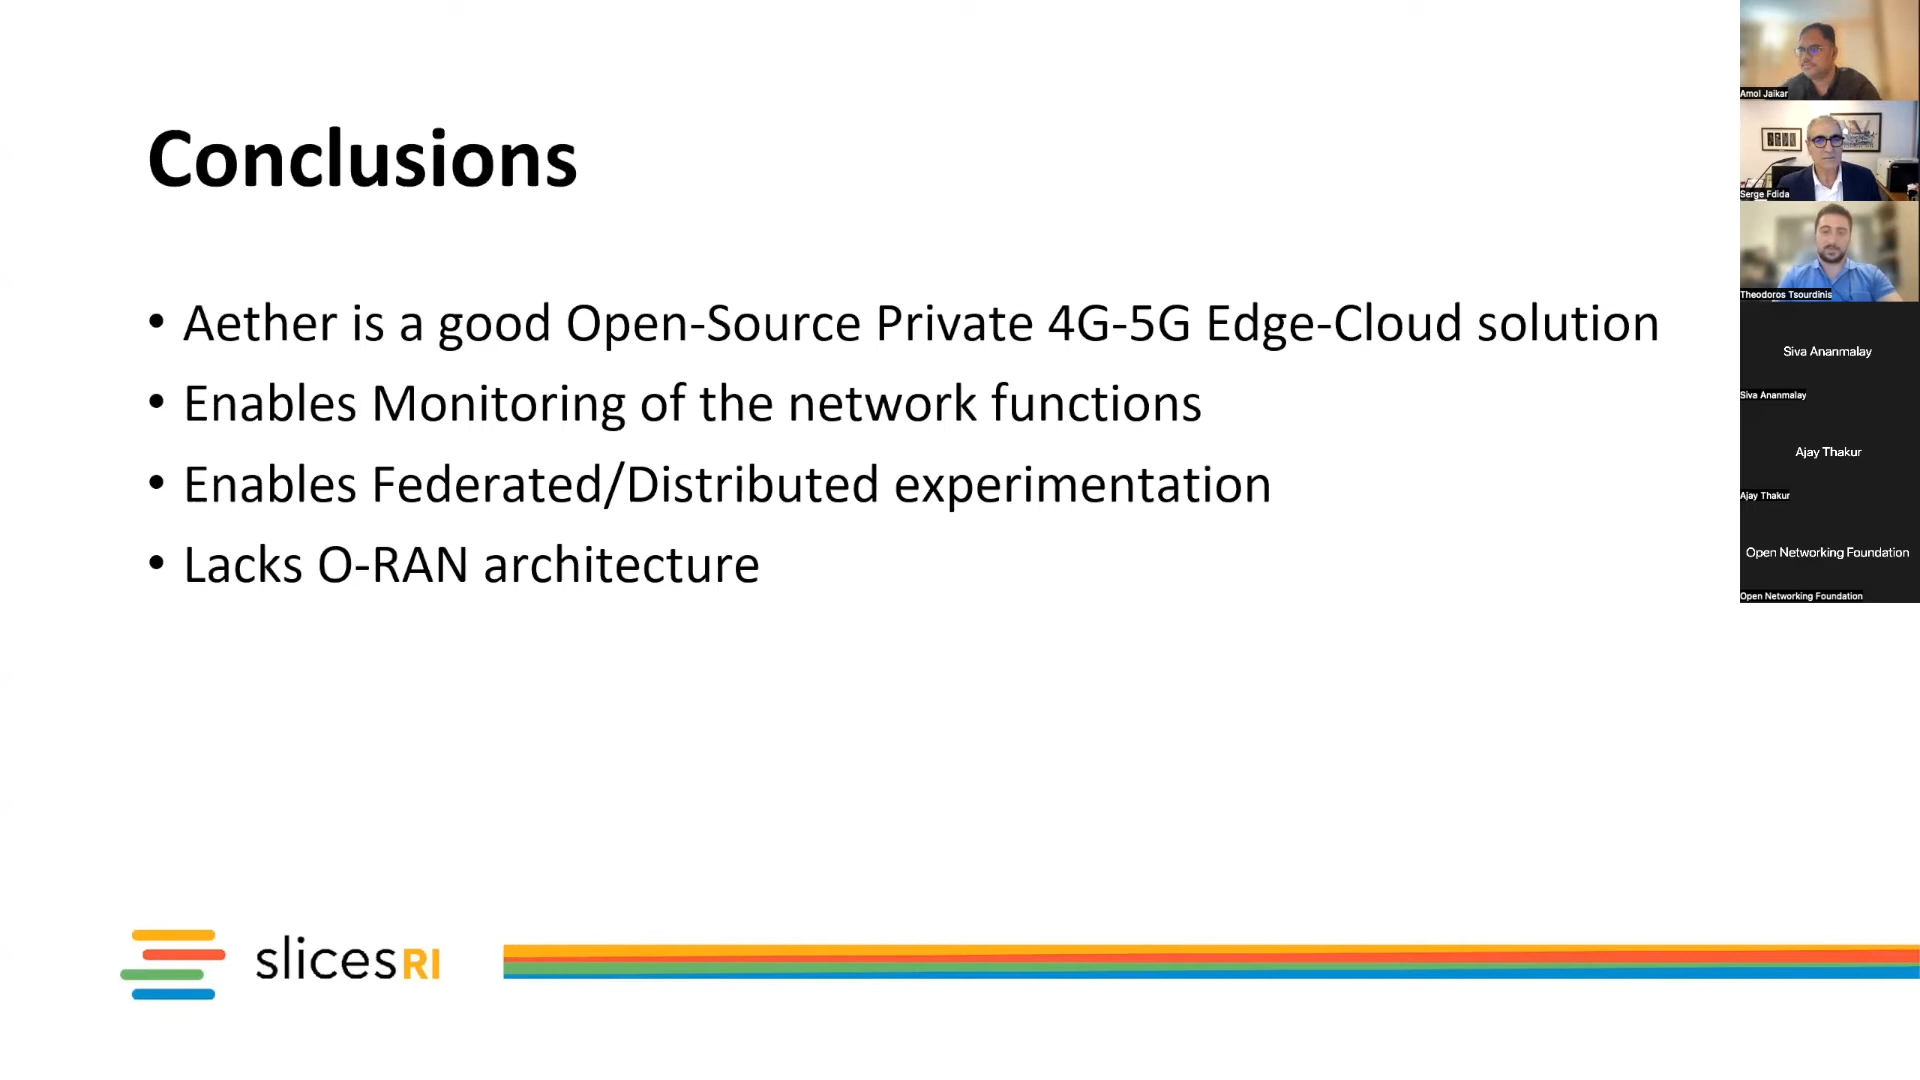 Conclusions
• Aether is a good Open-Source Private 4G-5G Edge-Cloud solution
• Enables Monitoring of the network functions
• Enables Federated/Distributed experimentation
• Lacks O-RAN architecture
slicesRI
Amol Jaikar
Serge Fdida
Theodoros Tsourdinis
Siva Ananmalay
Siva Ananmalay
Ajay Thakur
Ajay Thakur
Open Networking Foundation
Open Networking Foundation